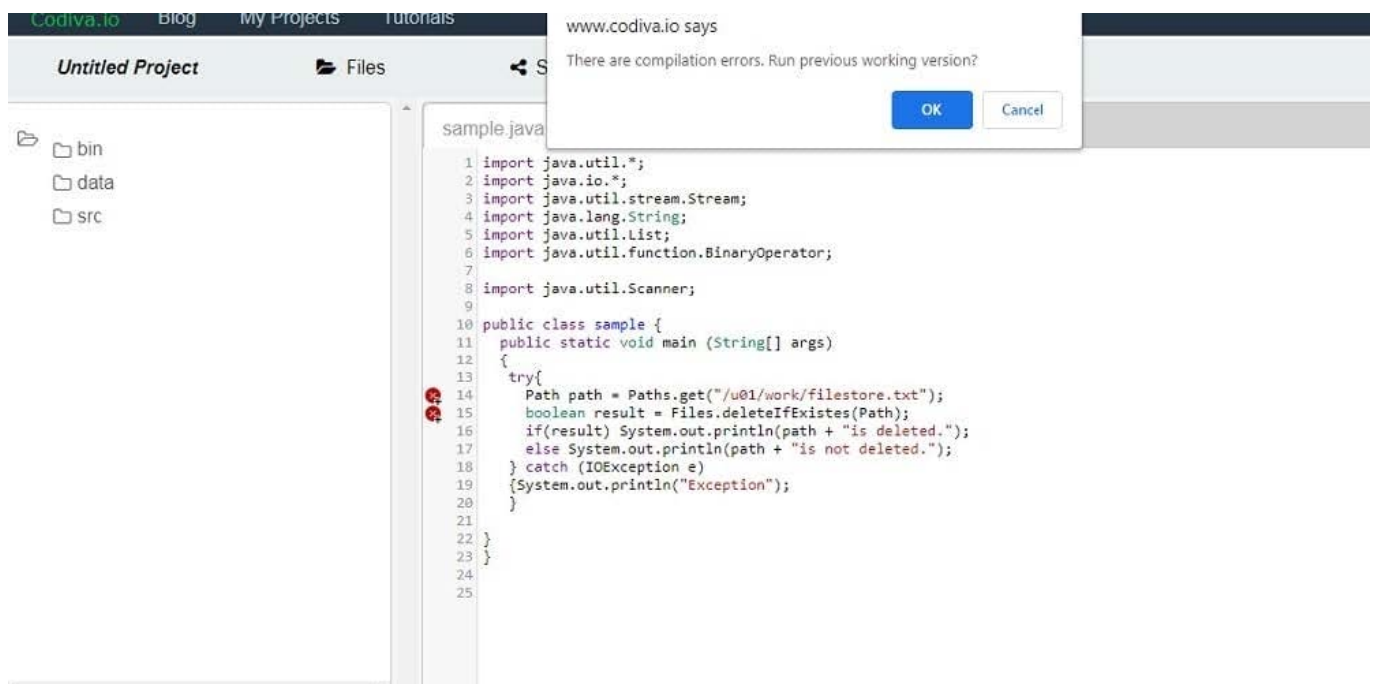 Codiva.io Blog My Projects Tutorials
www.codiva.io says
There are compilation errors. Run previous working version?
OK Cancel
Untitled Project Files S
bin
data
src
sample.java
1 import java.util.*;
2 import java.io.*;
3 import java.util.stream.Stream;
4 import java.lang.String;
5 import java.util.List;
6 import java.util.function.BinaryOperator;
7
8 import java.util.Scanner;
9
10 public class sample {
11 public static void main (String[] args)
12 {
13 try{
14 Path path = Paths.get("/u01/work/filestore.txt");
15 boolean result = Files.deleteIfExistes(Path);
16 if(result) System.out.println(path + "is deleted.");
17 else System.out.println(path + "is not deleted.");
18 } catch (IOException e)
19 {System.out.println("Exception");
20 }
21
22 }
23 }
24
25